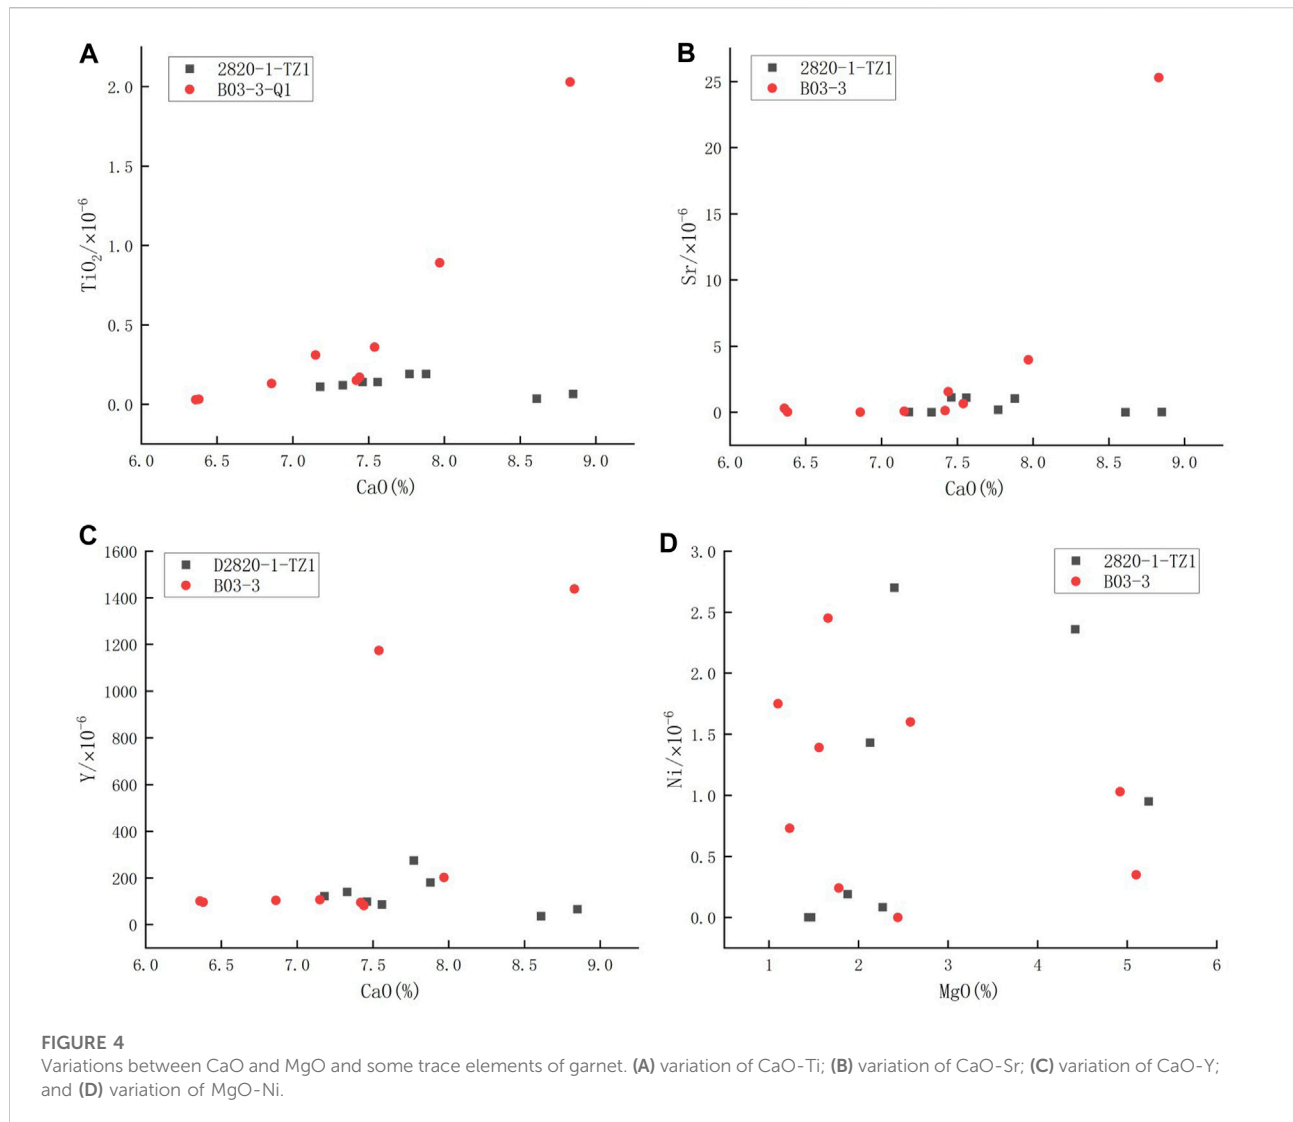 A
2820-1-TZ1
B03-3-Q1
2.0
1.5
1.0
0.5
0.0
TiO₂/×10⁻⁶
6.0 6.5 7.0 7.5 8.0 8.5 9.0
CaO(%)
B
2820-1-TZ1
B03-3
25
20
15
10
5
0
Sr/×10⁻⁶
6.0 6.5 7.0 7.5 8.0 8.5 9.0
CaO(%)
C
D2820-1-TZ1
B03-3
1600
1400
1200
1000
800
600
400
200
0
Y/×10⁻⁶
6.0 6.5 7.0 7.5 8.0 8.5 9.0
CaO(%)
D
2820-1-TZ1
B03-3
3.0
2.5
2.0
1.5
1.0
0.5
0.0
Ni/×10⁻⁶
1 2 3 4 5 6
MgO(%)
FIGURE 4
Variations between CaO and MgO and some trace elements of garnet. (A) variation of CaO-Ti; (B) variation of CaO-Sr; (C) variation of CaO-Y;
and (D) variation of MgO-Ni.